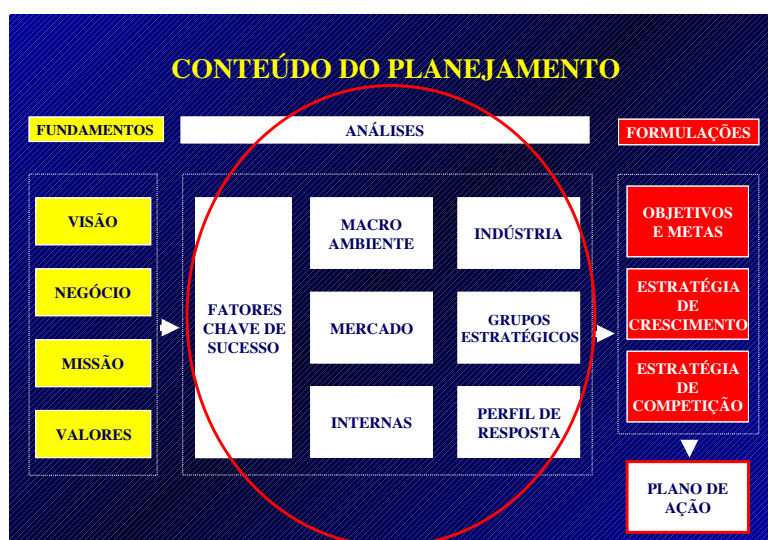 CONTEÚDO DO PLANEJAMENTO
FUNDAMENTOS
ANÁLISES
FORMULAÇÕES
VISÃO
NEGÓCIO
MISSÃO
VALORES
FATORES
CHAVE DE
SUCESSO
MACRO
AMBIENTE
INDÚSTRIA
MERCADO
GRUPOS
ESTRATÉGICOS
INTERNAS
PERFIL DE
RESPOSTA
OBJETIVOS
E METAS
ESTRATÉGIA
DE
CRESCIMENTO
ESTRATÉGIA
DE
COMPETIÇÃO
PLANO DE
AÇÃO